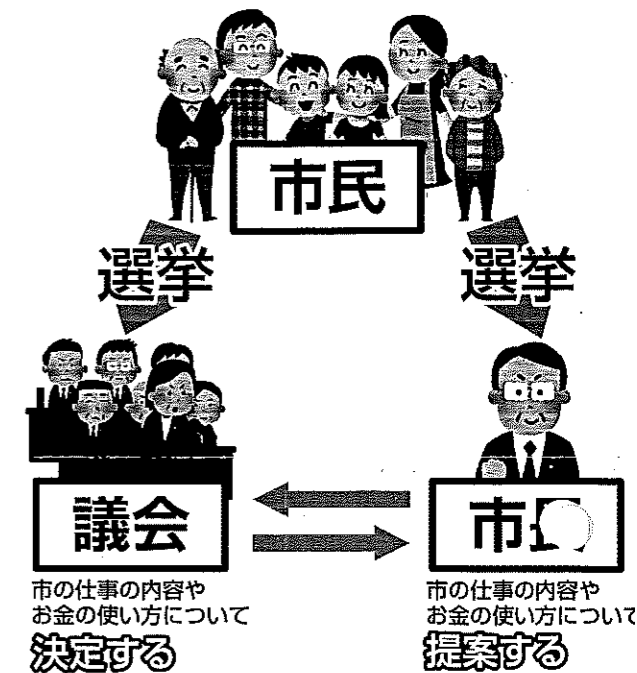 市民
選挙
選挙
議会
市
市の仕事の内容や
お金の使い方について
決定する
市の仕事の内容や
お金の使い方について
提案する